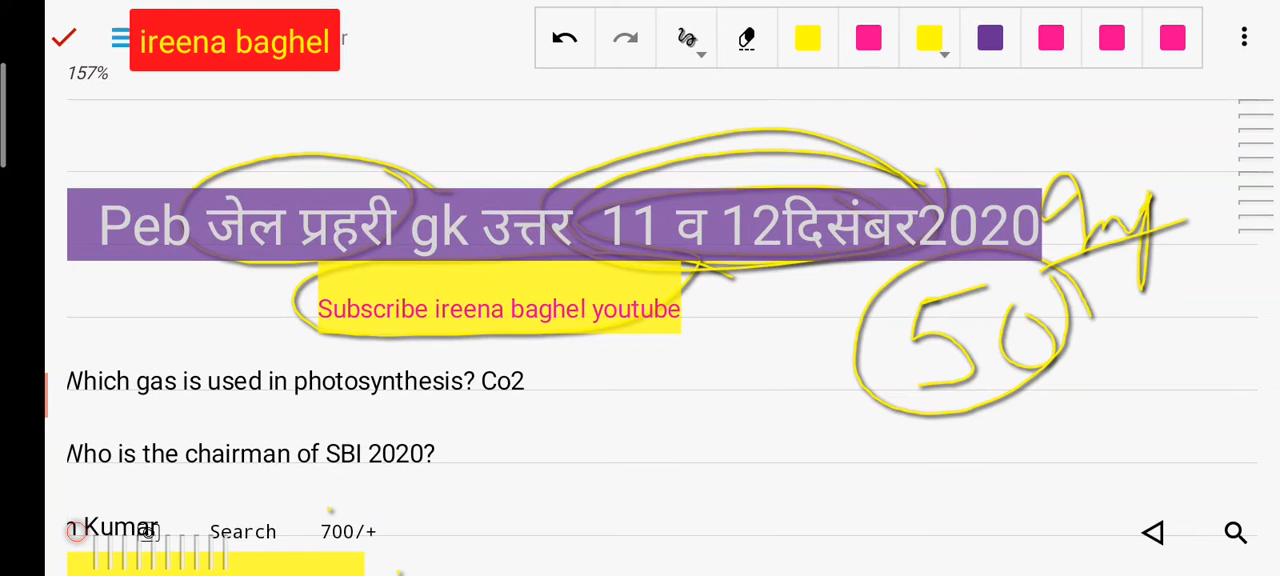 ireena baghel r
157%
Peb जेल प्रहरी gk उत्तर 11 व 12दिसंबर2020
Subscribe ireena baghel youtube
50
Which gas is used in photosynthesis? Co2
Who is the chairman of SBI 2020?
Kumar
Search 700/+